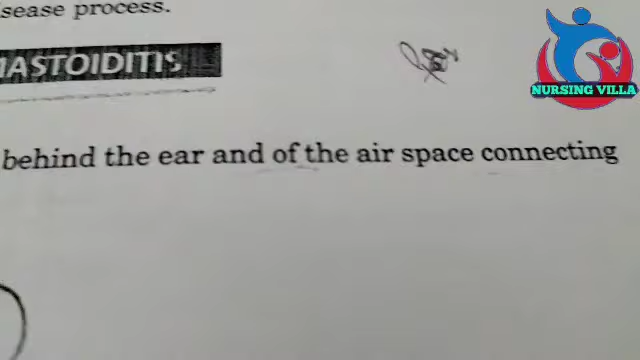 sease process.
MASTOIDITIS
NURSING VILLA
behind the ear and of the air space connecting